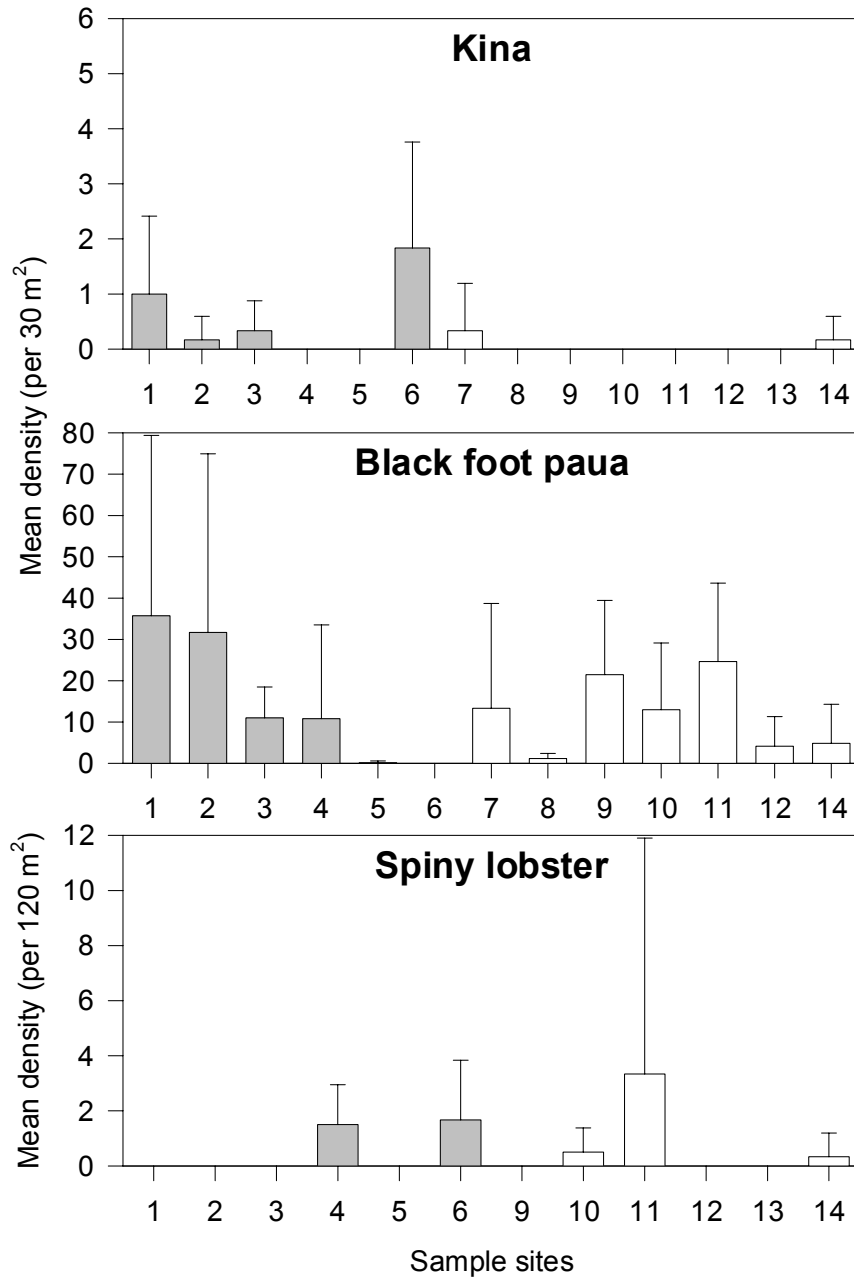 Kina
6
5
4
3
2
1
0
1 2 3 4 5 6 7 8 9 10 11 12 13 14
Mean density (per 30 m²)
Black foot paua
80
70
60
50
40
30
20
10
0
1 2 3 4 5 6 7 8 9 10 11 12 14
Spiny lobster
Mean density (per 120 m²)
12
10
8
6
4
2
0
1 2 3 4 5 6 9 10 11 12 13 14
Sample sites